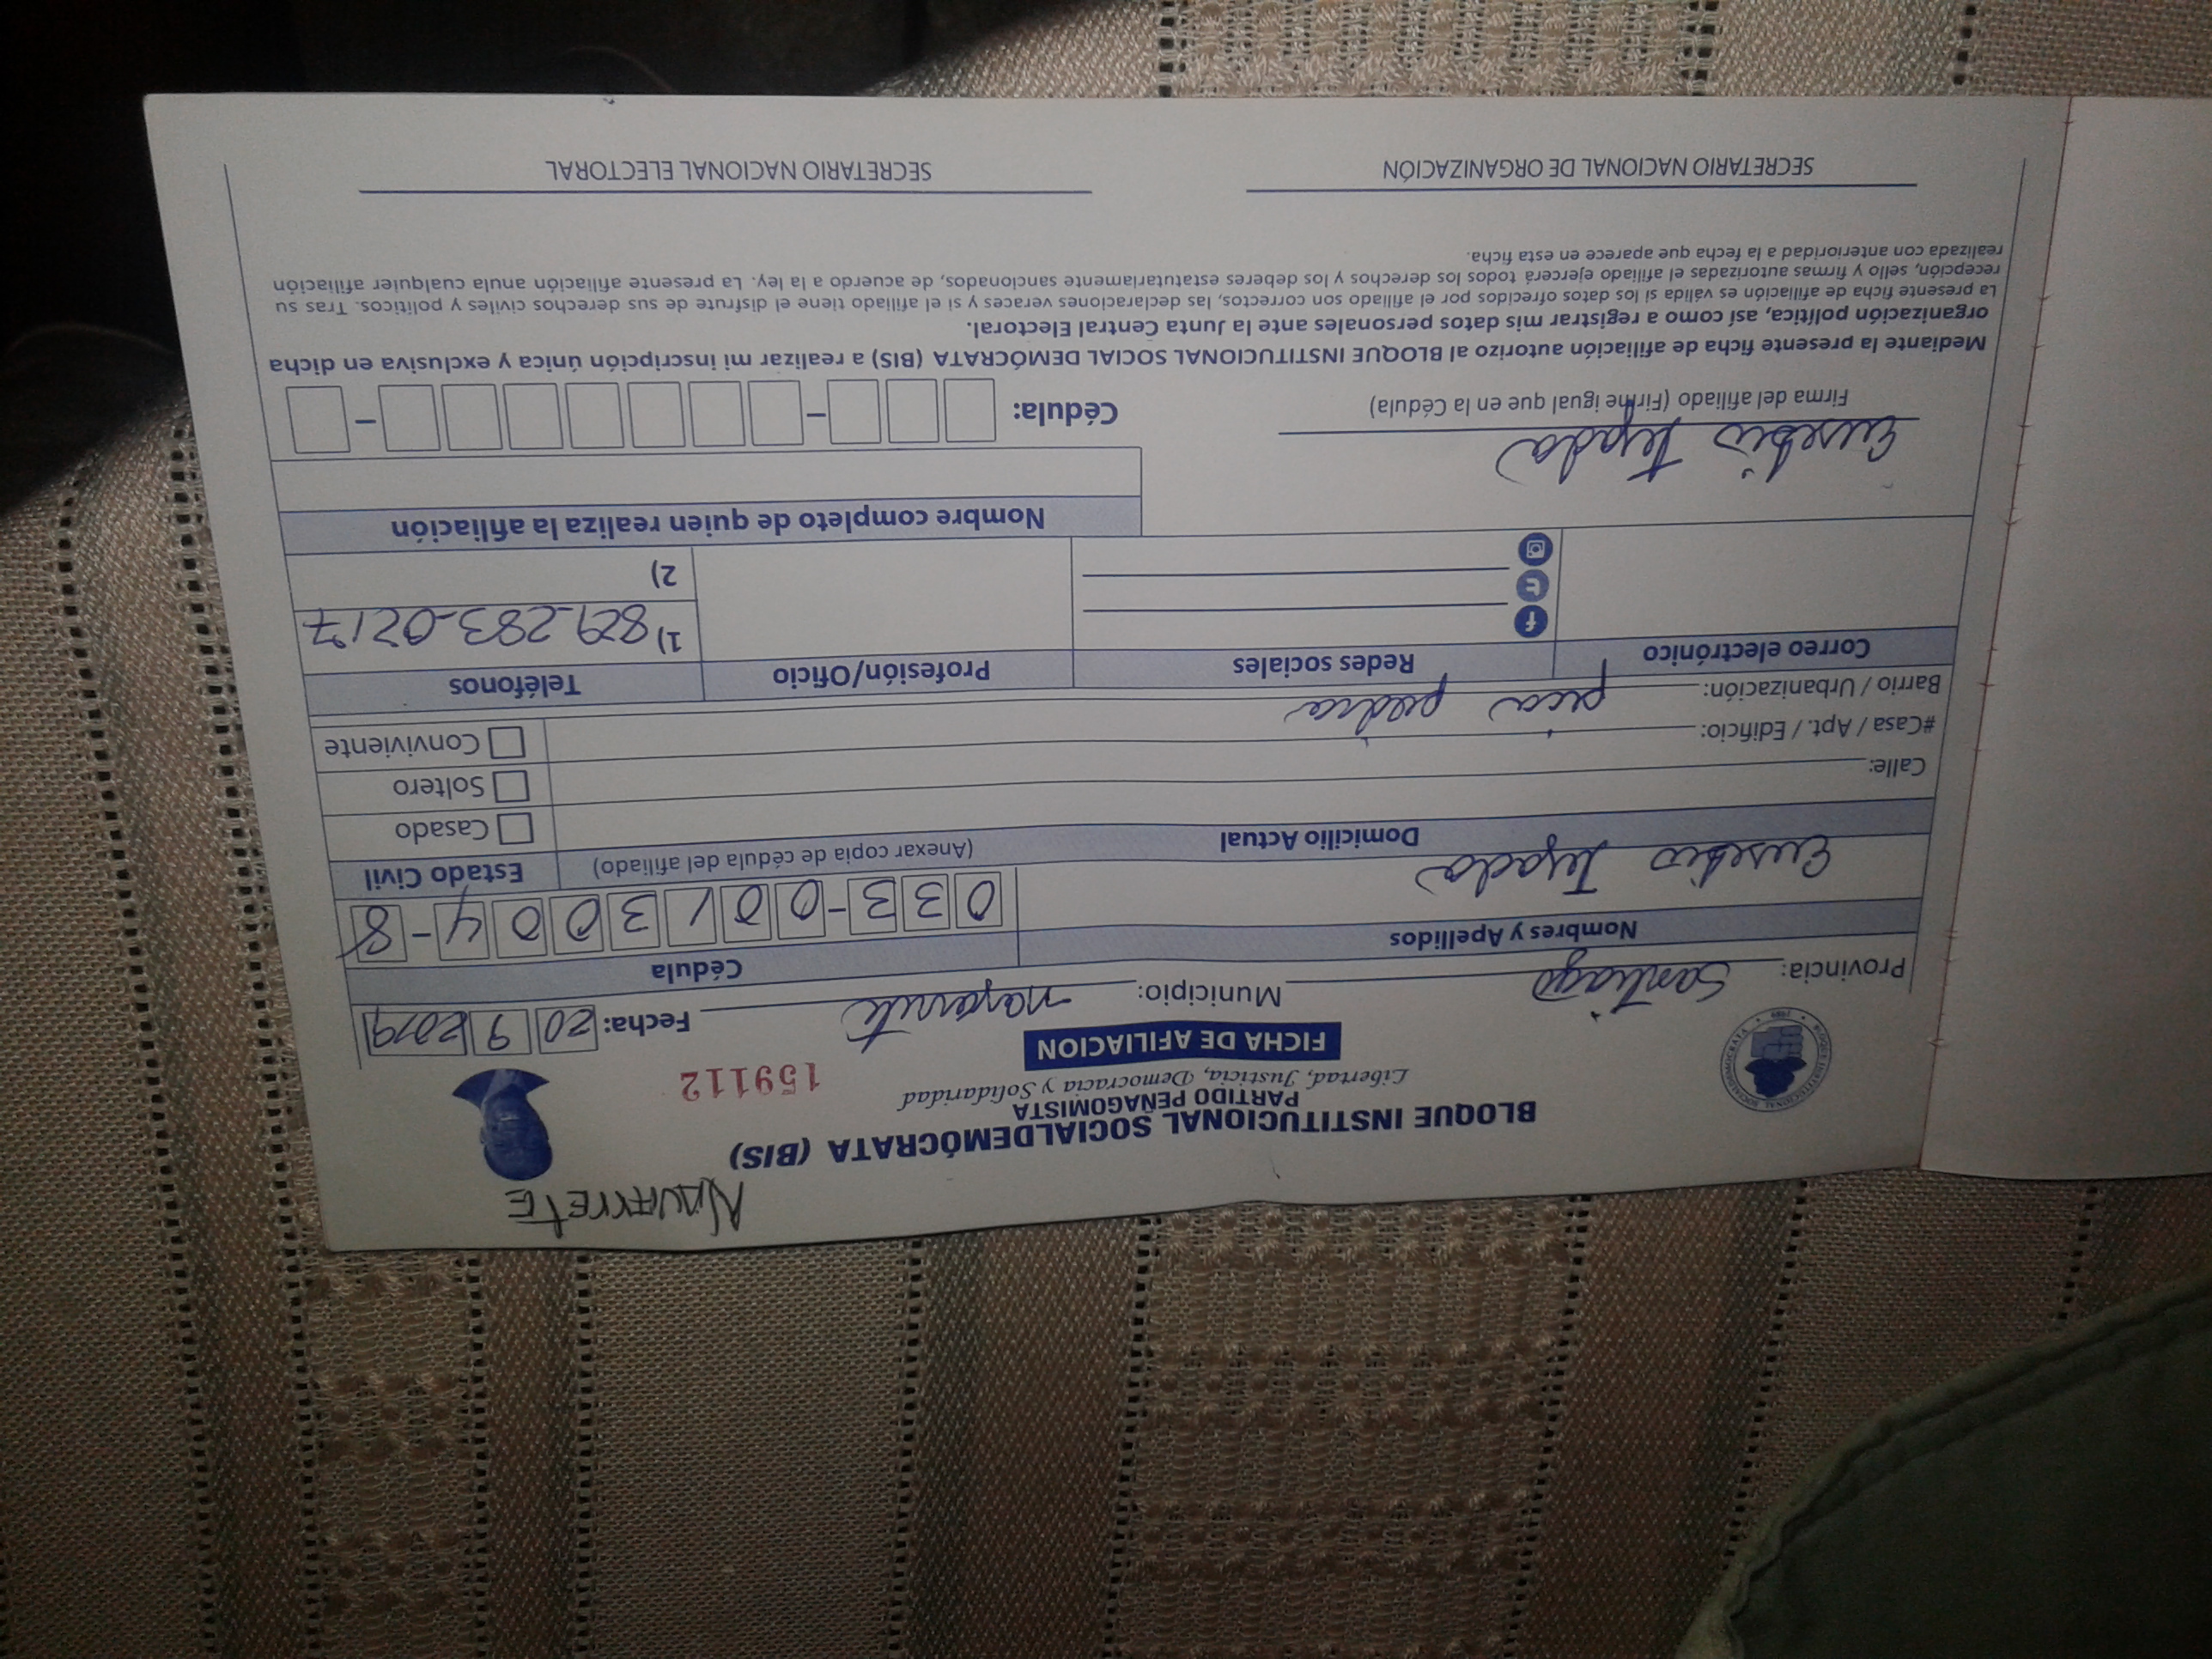 NAVARRETE
BLOQUE INSTITUCIONAL SOCIALDEMÓCRATA (BIS)
PARTIDO PEÑAGOMISTA
Libertad, Justicia, Democracia y Solidaridad
159112
FICHA DE AFILIACION
Provincia: Santiago Municipio: navarrete Fecha: 20 9 2019
Nombres y Apellidos Cédula
Eusebio Tejada 033-0013004-8
Domicilio Actual (Anexar copia de cédula del afiliado) Estado Civil
Calle: Casado
#Casa / Apt. / Edificio: Soltero
Barrio / Urbanización: pica piedra Conviviente
Correo electrónico Redes sociales Profesión/Oficio Teléfonos
1) 829-283-0217
2)
Nombre completo de quien realiza la afiliación
Eusebio Tejada
Firma del afiliado (Firme igual que en la Cédula) Cédula: - -
Mediante la presente ficha de afiliación autorizo al BLOQUE INSTITUCIONAL SOCIAL DEMÓCRATA (BIS) a realizar mi inscripción única y exclusiva en dicha
organización política, así como a registrar mis datos personales ante la Junta Central Electoral.
La presente ficha de afiliación es válida si los datos ofrecidos por el afiliado son correctos, las declaraciones veraces y si el afiliado tiene el disfrute de sus derechos civiles y políticos. Tras su
recepción, sello y firmas autorizadas el afiliado ejercerá todos los derechos y los deberes estatutariamente sancionados, de acuerdo a la ley. La presente afiliación anula cualquier afiliación
realizada con anterioridad a la fecha que aparece en esta ficha.
SECRETARIO NACIONAL DE ORGANIZACIÓN SECRETARIO NACIONAL ELECTORAL